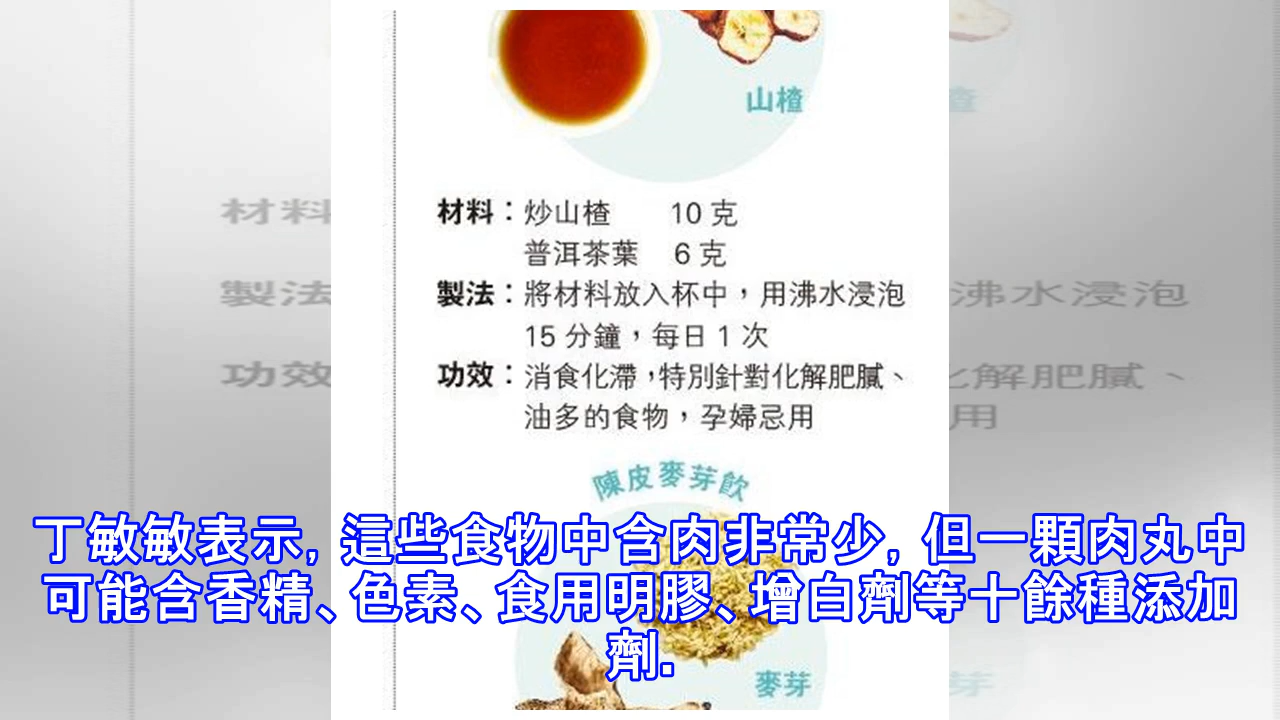 山楂
材料：炒山楂 10 克
普洱茶葉 6 克
製法：將材料放入杯中，用沸水浸泡
15 分鐘，每日 1 次
功效：消食化滯，特別針對化解肥膩、
油多的食物，孕婦忌用
陳皮麥芽飲
丁敏敏表示, 這些食物中含肉非常少, 但一顆肉丸中
可能含香精、色素、食用明膠、增白劑等十餘種添加
劑.
麥芽